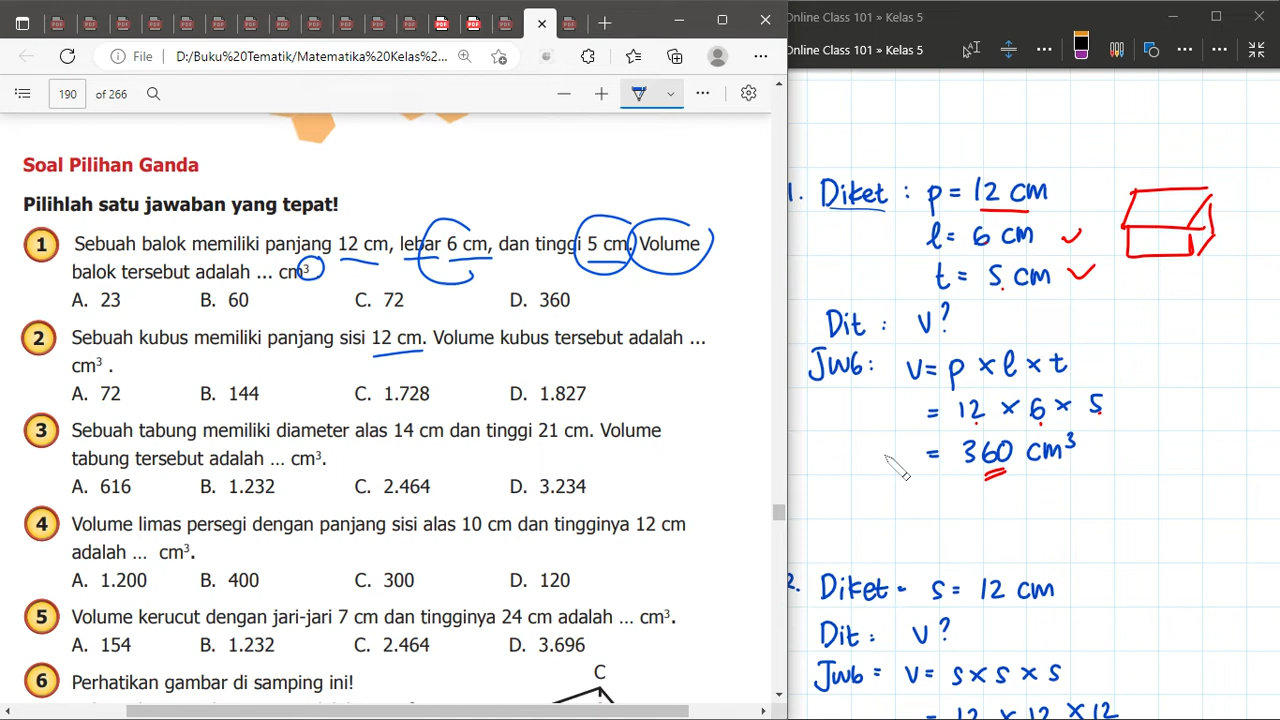 File
D:/Buku%20Tematik/Matematika%20Kelas%2...
190 of 266
Soal Pilihan Ganda
Pilihlah satu jawaban yang tepat!
1 Sebuah balok memiliki panjang 12 cm, lebar 6 cm, dan tinggi 5 cm. Volume
balok tersebut adalah ... cm³
A. 23 B. 60 C. 72 D. 360
2 Sebuah kubus memiliki panjang sisi 12 cm. Volume kubus tersebut adalah ...
cm³ .
A. 72 B. 144 C. 1.728 D. 1.827
3 Sebuah tabung memiliki diameter alas 14 cm dan tinggi 21 cm. Volume
tabung tersebut adalah ... cm³.
A. 616 B. 1.232 C. 2.464 D. 3.234
4 Volume limas persegi dengan panjang sisi alas 10 cm dan tingginya 12 cm
adalah ... cm³.
A. 1.200 B. 400 C. 300 D. 120
5 Volume kerucut dengan jari-jari 7 cm dan tingginya 24 cm adalah ... cm³.
A. 154 B. 1.232 C. 2.464 D. 3.696
6 Perhatikan gambar di samping ini!
C
Online Class 101 » Kelas 5
Online Class 101 » Kelas 5
1. Diket : p = 12 cm
l = 6 cm
t = 5 cm
Dit : V?
Jwb: V = p × l × t
= 12 × 6 × 5
= 360 cm³
2. Diket = s = 12 cm
Dit : V?
Jwb = V = s × s × s
= 12 × 12 × 12